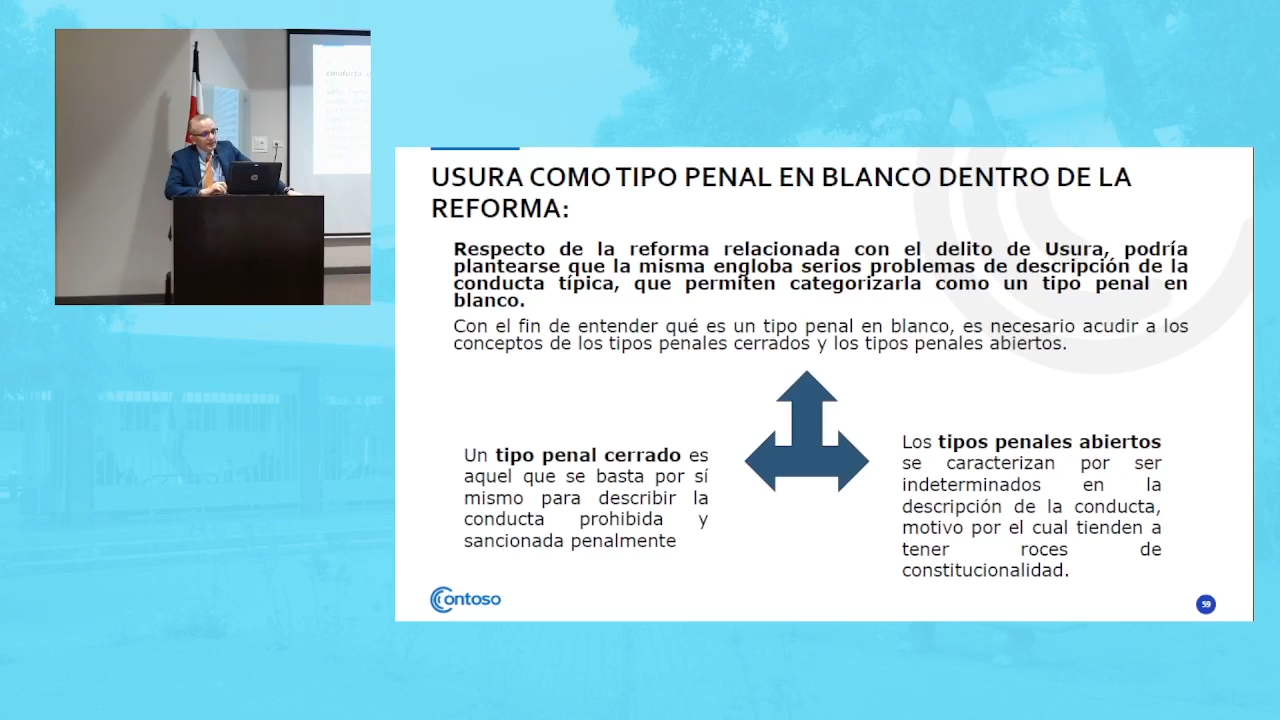 conducta
USURA COMO TIPO PENAL EN BLANCO DENTRO DE LA
REFORMA:
Respecto de la reforma relacionada con el delito de Usura, podría
plantearse que la misma engloba serios problemas de descripción de la
conducta típica, que permiten categorizarla como un tipo penal en
blanco.
Con el fin de entender qué es un tipo penal en blanco, es necesario acudir a los
conceptos de los tipos penales cerrados y los tipos penales abiertos.
Un tipo penal cerrado es
aquel que se basta por sí
mismo para describir la
conducta prohibida y
sancionada penalmente
Los tipos penales abiertos
se caracterizan por ser
indeterminados en la
descripción de la conducta,
motivo por el cual tienden a
tener roces de
constitucionalidad.
Contoso
59